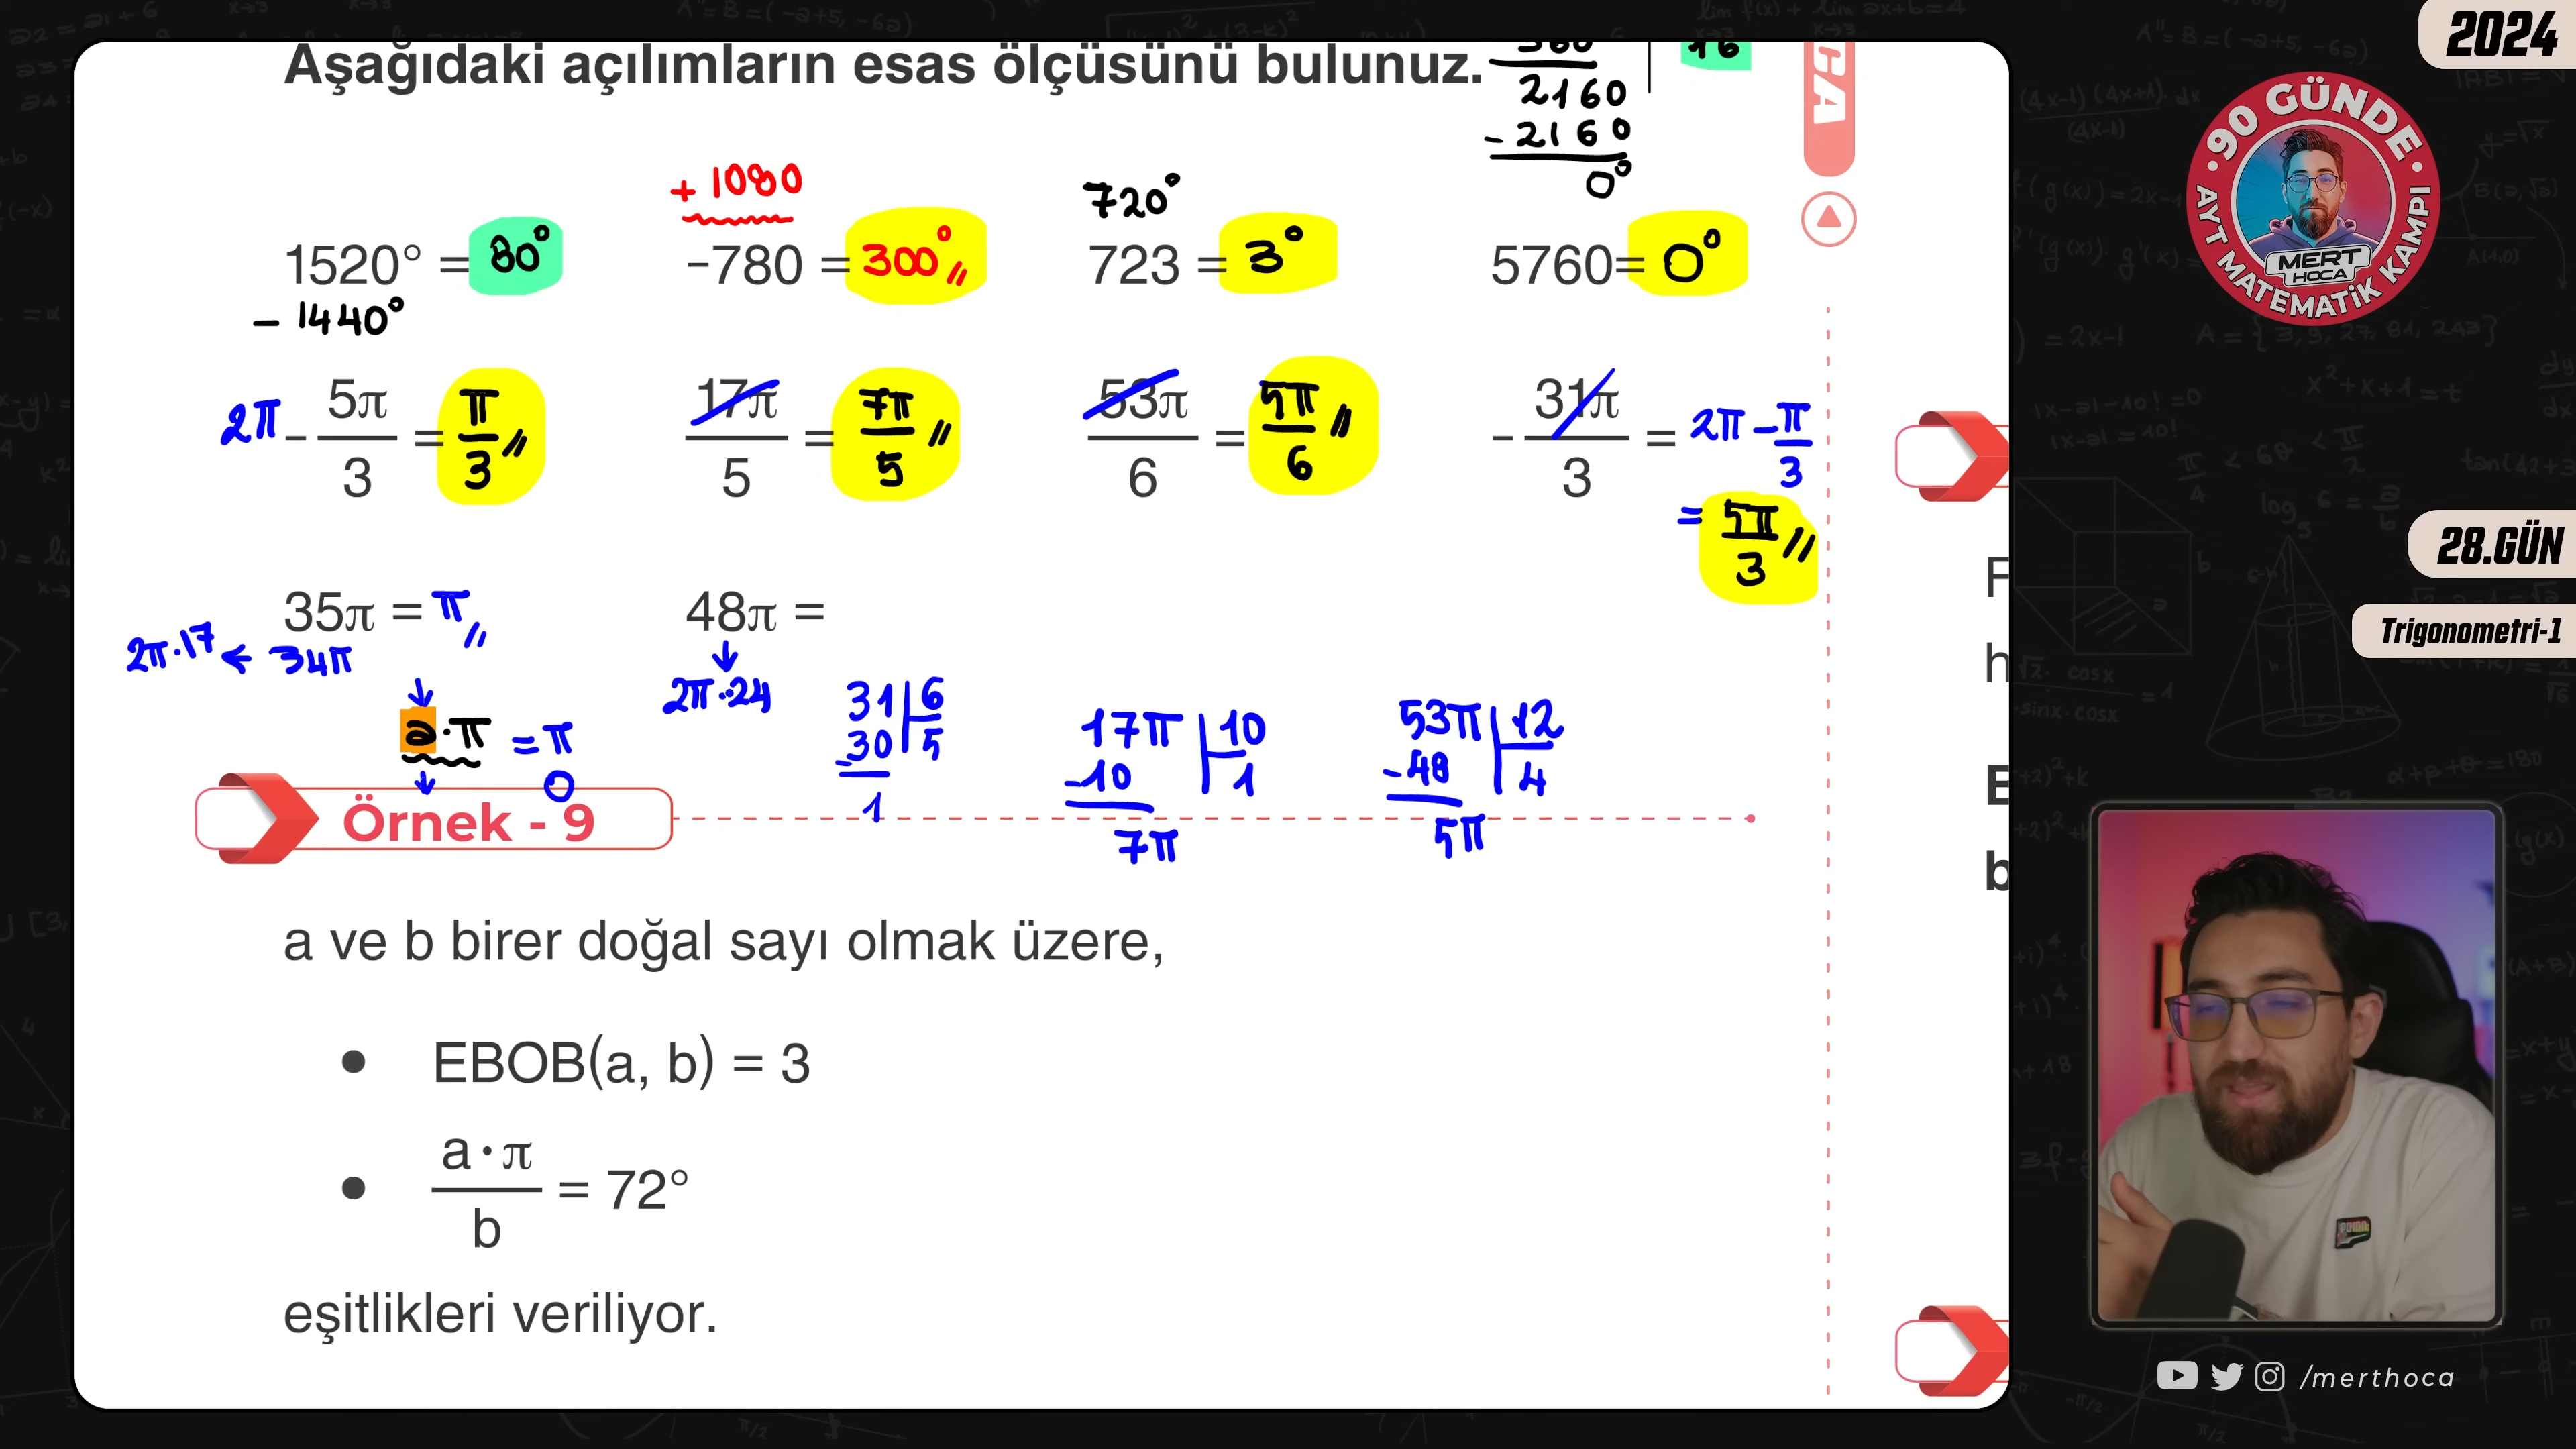 2024
90 GÜNDE
AYT MATEMATİK KAMPI
MERT
HOCA
28.GÜN
Trigonometri-1
/merthoca
Aşağıdaki açılımların esas ölçüsünü bulunuz.
360
16
2160
- 2160
0°
CA
+ 1080
720°
1520° = 80°
-780 = 300°
723 = 3°
5760= 0°
- 1440°
2π - 5π/3 = π/3
17π/5 = 7π/5
53π/6 = 5π/6
- 31π/3 = 2π - π/3
= 5π/3
35π = π
48π =
2π·17 ← 34π
2π·24
a·π = π
0
31 | 6
- 30 | 5
1
17π | 10
- 10 | 1
7π
53π | 12
- 48 | 4
5π
Örnek - 9
a ve b birer doğal sayı olmak üzere,
• EBOB(a, b) = 3
• a·π/b = 72°
eşitlikleri veriliyor.